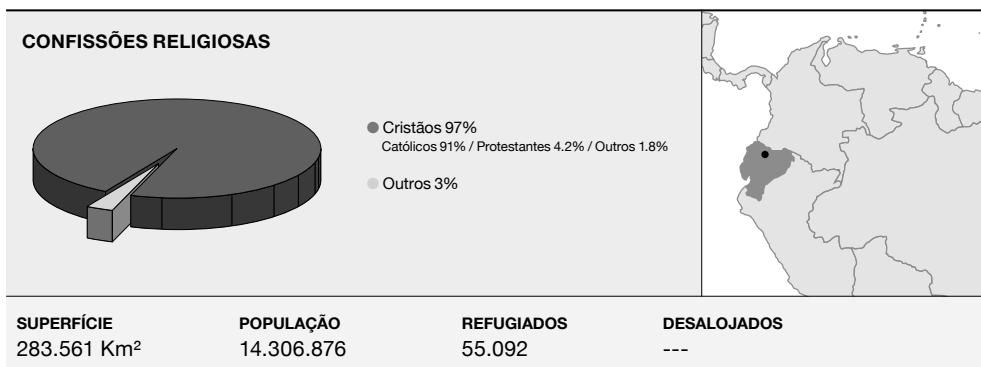 CONFISSÕES RELIGIOSAS
Cristãos 97%
Católicos 91% / Protestantes 4.2% / Outros 1.8%
Outros 3%
SUPERFÍCIE
283.561 Km²
POPULAÇÃO
14.306.876
REFUGIADOS
55.092
DESALOJADOS
---